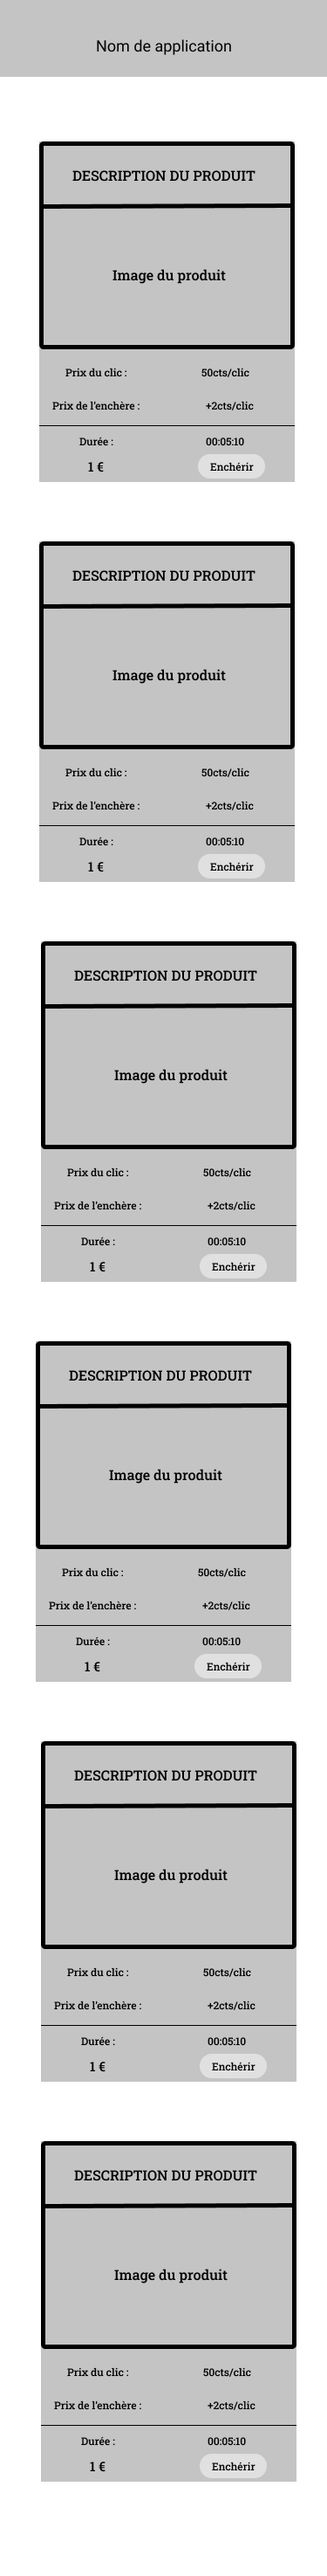 Nom de application
DESCRIPTION DU PRODUIT
Image du produit
Prix du clic : 50cts/clic
Prix de l'enchère : +2cts/clic
Durée : 00:05:10
1 € Enchérir
DESCRIPTION DU PRODUIT
Image du produit
Prix du clic : 50cts/clic
Prix de l'enchère : +2cts/clic
Durée : 00:05:10
1 € Enchérir
DESCRIPTION DU PRODUIT
Image du produit
Prix du clic : 50cts/clic
Prix de l'enchère : +2cts/clic
Durée : 00:05:10
1 € Enchérir
DESCRIPTION DU PRODUIT
Image du produit
Prix du clic : 50cts/clic
Prix de l'enchère : +2cts/clic
Durée : 00:05:10
1 € Enchérir
DESCRIPTION DU PRODUIT
Image du produit
Prix du clic : 50cts/clic
Prix de l'enchère : +2cts/clic
Durée : 00:05:10
1 € Enchérir
DESCRIPTION DU PRODUIT
Image du produit
Prix du clic : 50cts/clic
Prix de l'enchère : +2cts/clic
Durée : 00:05:10
1 € Enchérir